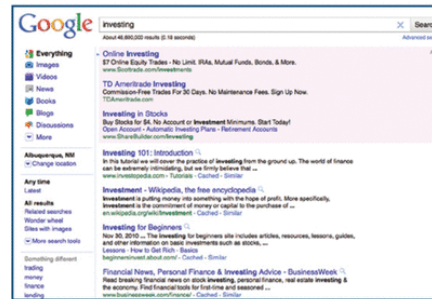 Google
investing
About 46,800,000 results (0.18 seconds)
Everything
Images
Videos
News
Books
Blogs
Discussions
More
Albuquerque, NM
Change location
Any time
Latest
All results
Related searches
Wonder wheel
Sites with images
More search tools
Something different
trading
money
finance
lending
Online Investing
$7 Online Equity Trades - No Limit. IRAs, Mutual Funds, Bonds, & More.
www.Scottrade.com/Investments
TD Ameritrade Investing
Commission-Free Trades For 30 Days. No Maintenance Fees. Sign Up Now.
TDAmeritrade.com
Investing in Stocks
Buy Stocks for $4. No Account or Investment Minimums. Start Today!
Open Account - Automatic Investing Plans - Retirement Accounts
www.ShareBuilder.com/Investing
Investing 101: Introduction
In this tutorial we will cover the practice of investing from the ground up. The world of finance
can be extremely intimidating, but we firmly believe that ...
www.investopedia.com - Tutorials - Cached - Similar
Investment - Wikipedia, the free encyclopedia
Investment is putting money into something with the hope of profit. More specifically,
investment is the commitment of money or capital to the purchase of ...
en.wikipedia.org/wiki/Investment - Cached - Similar
Investing for Beginners
Nov 30, 2010 ... The Investing for beginners site includes articles, resources, lessons, guides,
and other information on basic investments such as stocks, ...
Lessons - How to Get Rich - Basics
beginnersinvest.about.com/ - Cached - Similar
Financial News, Personal Finance & Investing Advice - BusinessWeek
Read breaking financial news on stock investing, personal finance, real estate investing &
the economy. Find financial tools for first-time and seasoned ...
www.businessweek.com/finance/ - Cached - Similar